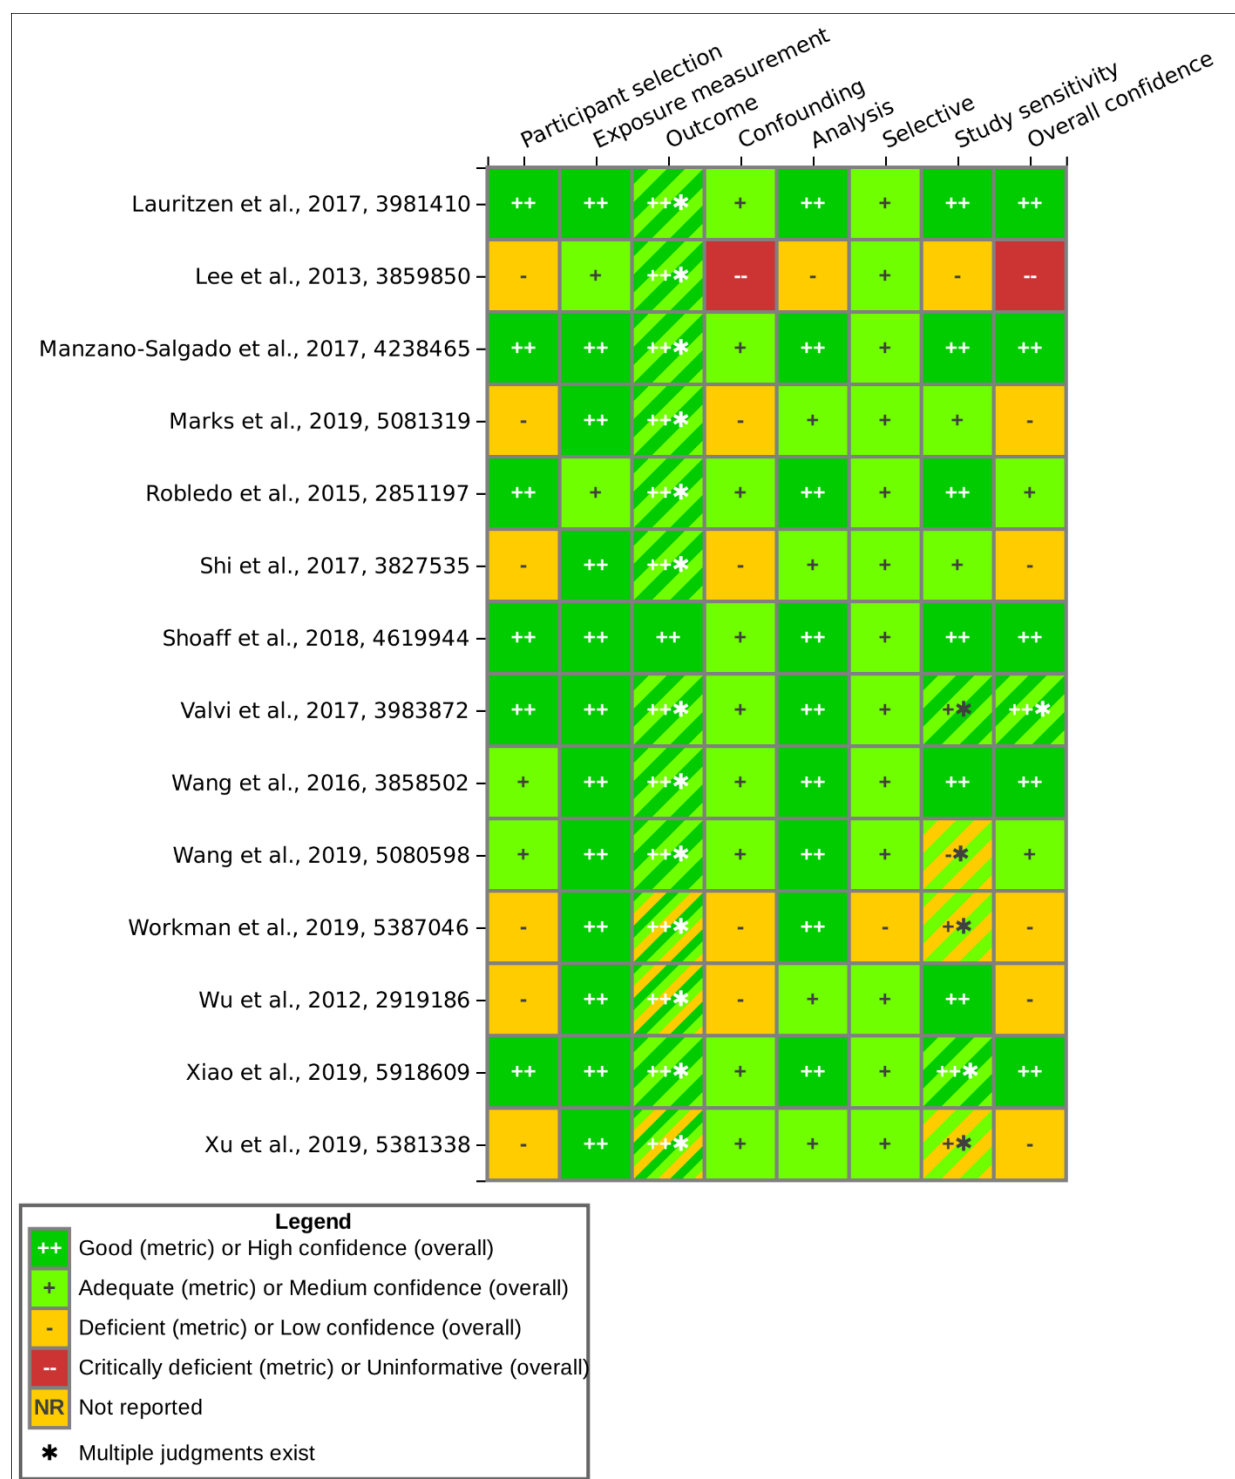 Participant selection
Exposure measurement
Outcome
Confounding
Analysis
Selective
Study sensitivity
Overall confidence
Lauritzen et al., 2017, 3981410 ++ ++ ++* + ++ + ++ ++
Lee et al., 2013, 3859850 - + ++* -- - + - --
Manzano-Salgado et al., 2017, 4238465 ++ ++ ++* + ++ + ++ ++
Marks et al., 2019, 5081319 - ++ ++* - + + + -
Robledo et al., 2015, 2851197 ++ + ++* + ++ + ++ +
Shi et al., 2017, 3827535 - ++ ++* - + + + -
Shoaff et al., 2018, 4619944 ++ ++ ++ + ++ + ++ ++
Valvi et al., 2017, 3983872 ++ ++ ++* + ++ + +* ++*
Wang et al., 2016, 3858502 + ++ ++* + ++ + ++ ++
Wang et al., 2019, 5080598 + ++ ++* + ++ + -* +
Workman et al., 2019, 5387046 - ++ ++* - ++ - +* -
Wu et al., 2012, 2919186 - ++ ++* - + + ++ -
Xiao et al., 2019, 5918609 ++ ++ ++* + ++ + ++* ++
Xu et al., 2019, 5381338 - ++ ++* + + + +* -
Legend
++ Good (metric) or High confidence (overall)
+ Adequate (metric) or Medium confidence (overall)
- Deficient (metric) or Low confidence (overall)
-- Critically deficient (metric) or Uninformative (overall)
NR Not reported
* Multiple judgments exist